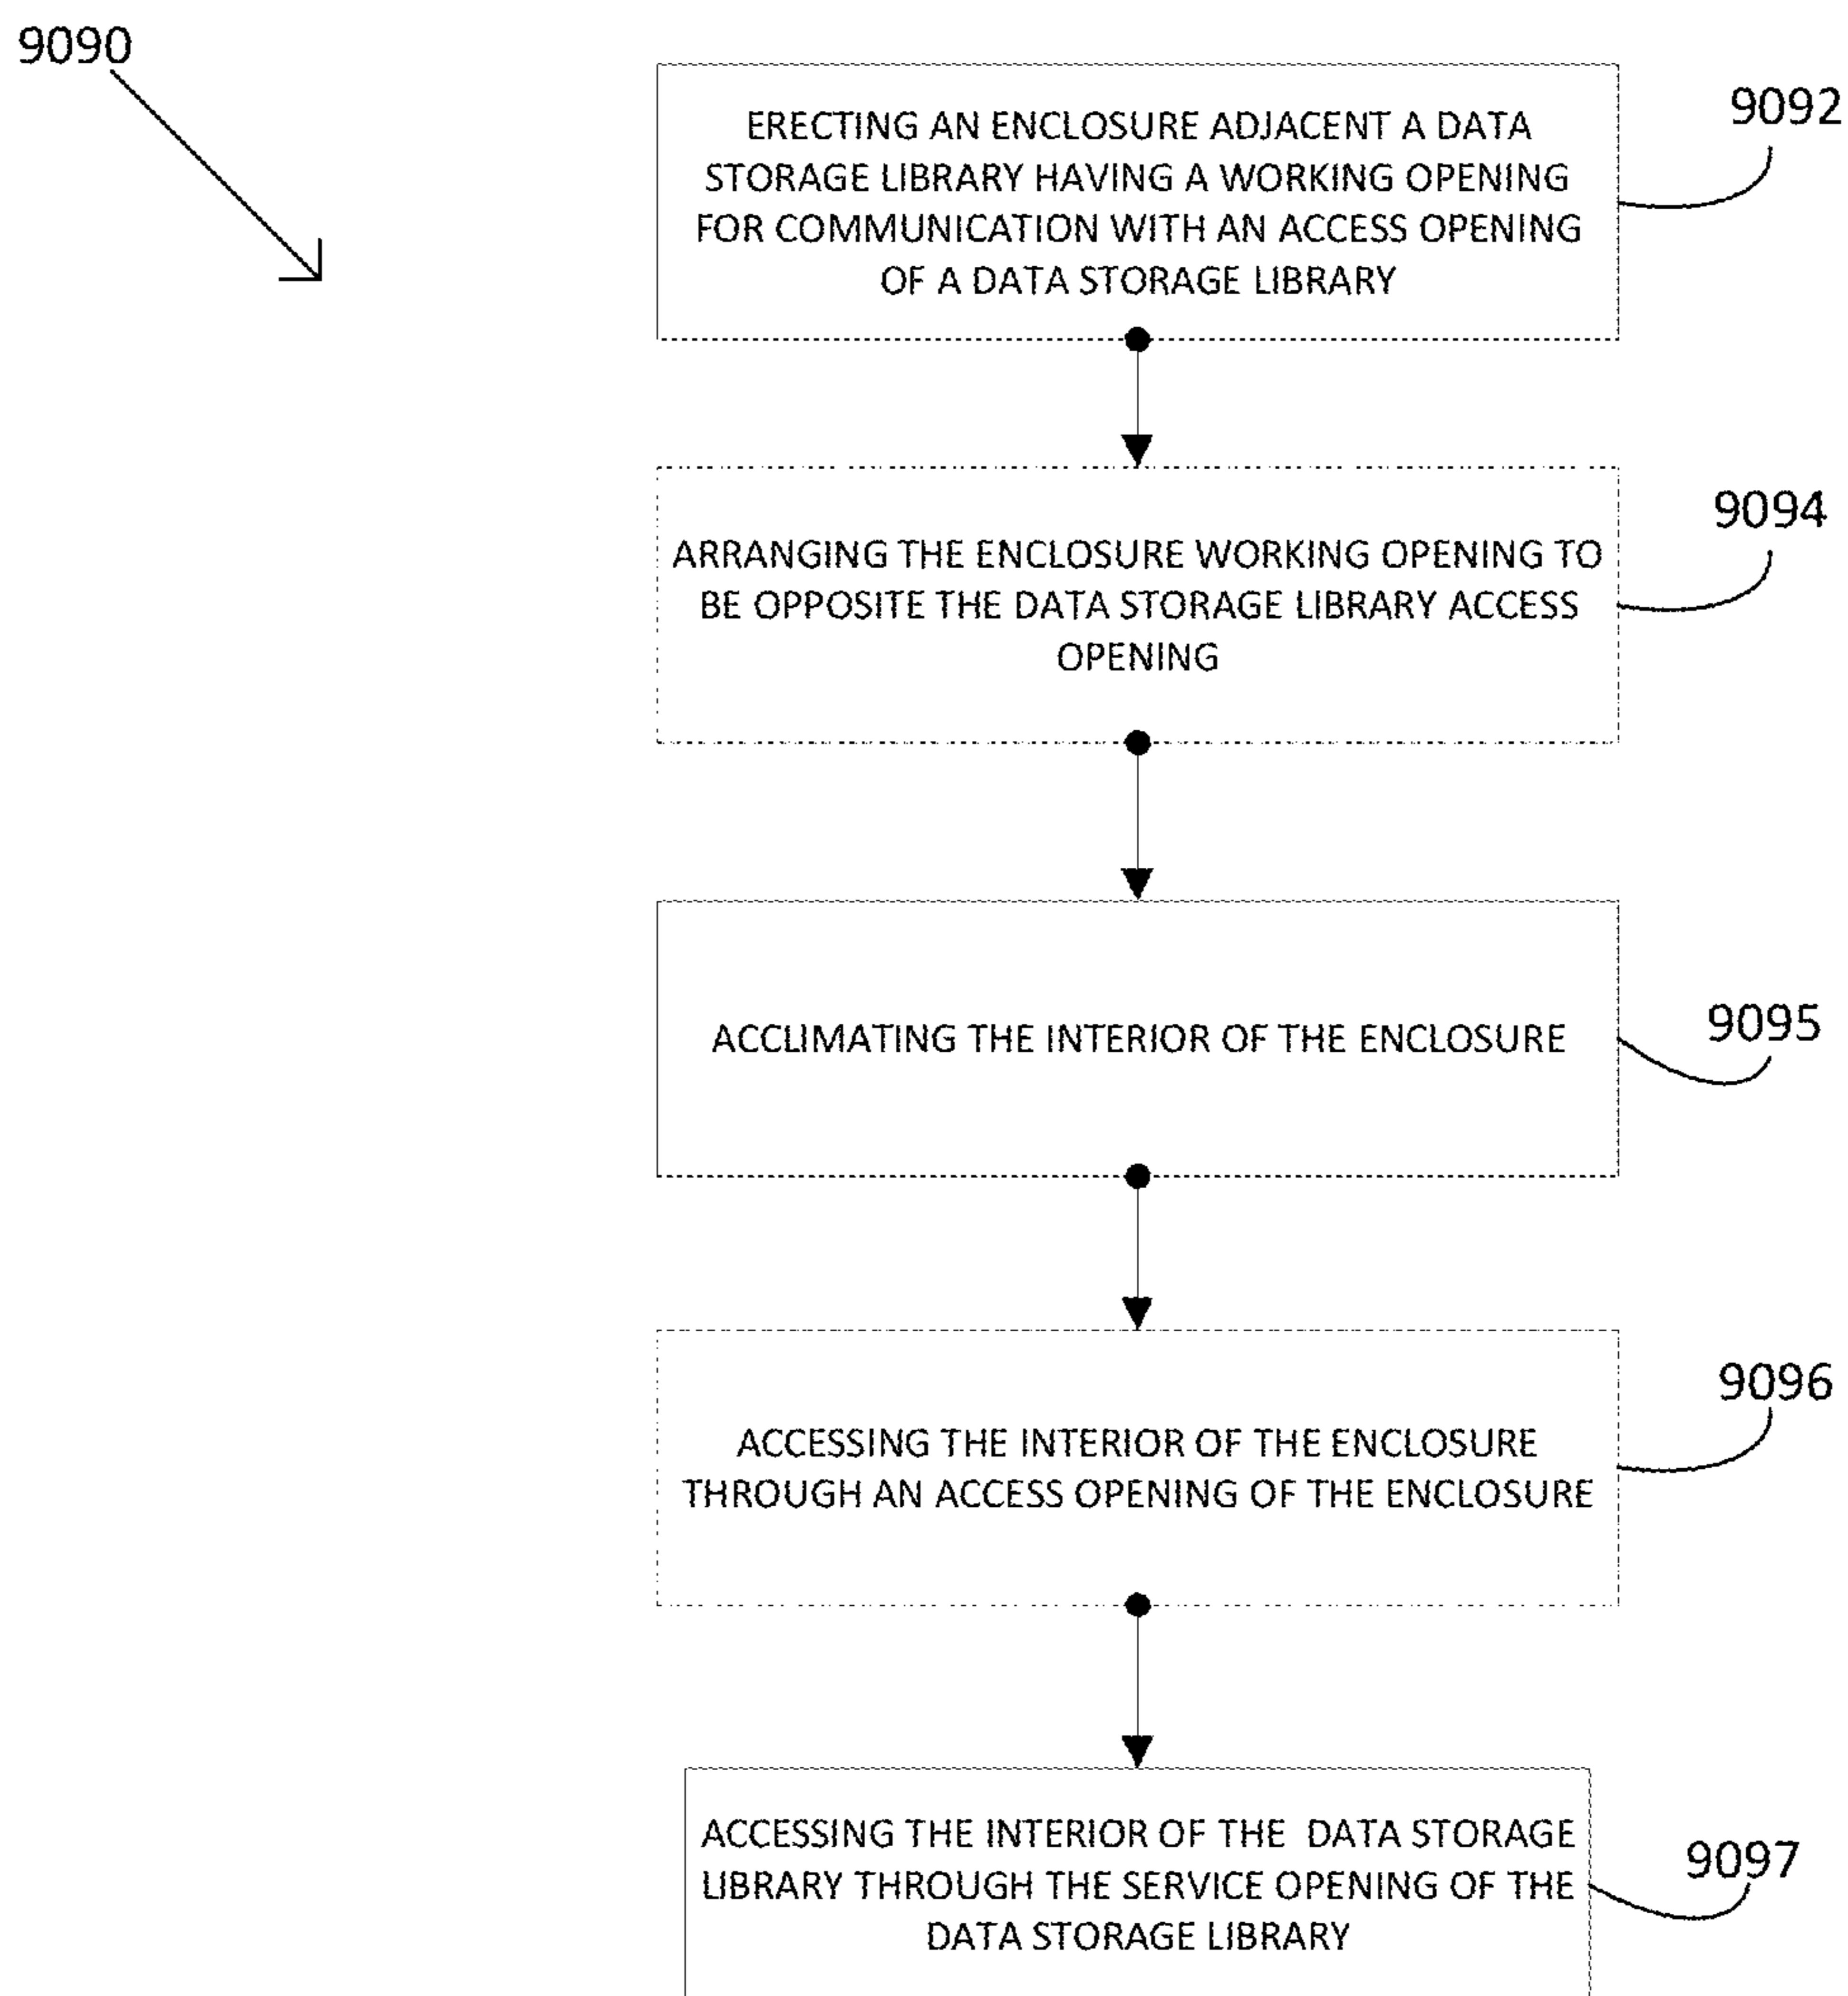 9090
ERECTING AN ENCLOSURE ADJACENT A DATA
STORAGE LIBRARY HAVING A WORKING OPENING
FOR COMMUNICATION WITH AN ACCESS OPENING
OF A DATA STORAGE LIBRARY
9092
ARRANGING THE ENCLOSURE WORKING OPENING TO
BE OPPOSITE THE DATA STORAGE LIBRARY ACCESS
OPENING
9094
ACCLIMATING THE INTERIOR OF THE ENCLOSURE
9095
ACCESSING THE INTERIOR OF THE ENCLOSURE
THROUGH AN ACCESS OPENING OF THE ENCLOSURE
9096
ACCESSING THE INTERIOR OF THE DATA STORAGE
LIBRARY THROUGH THE SERVICE OPENING OF THE
DATA STORAGE LIBRARY
9097